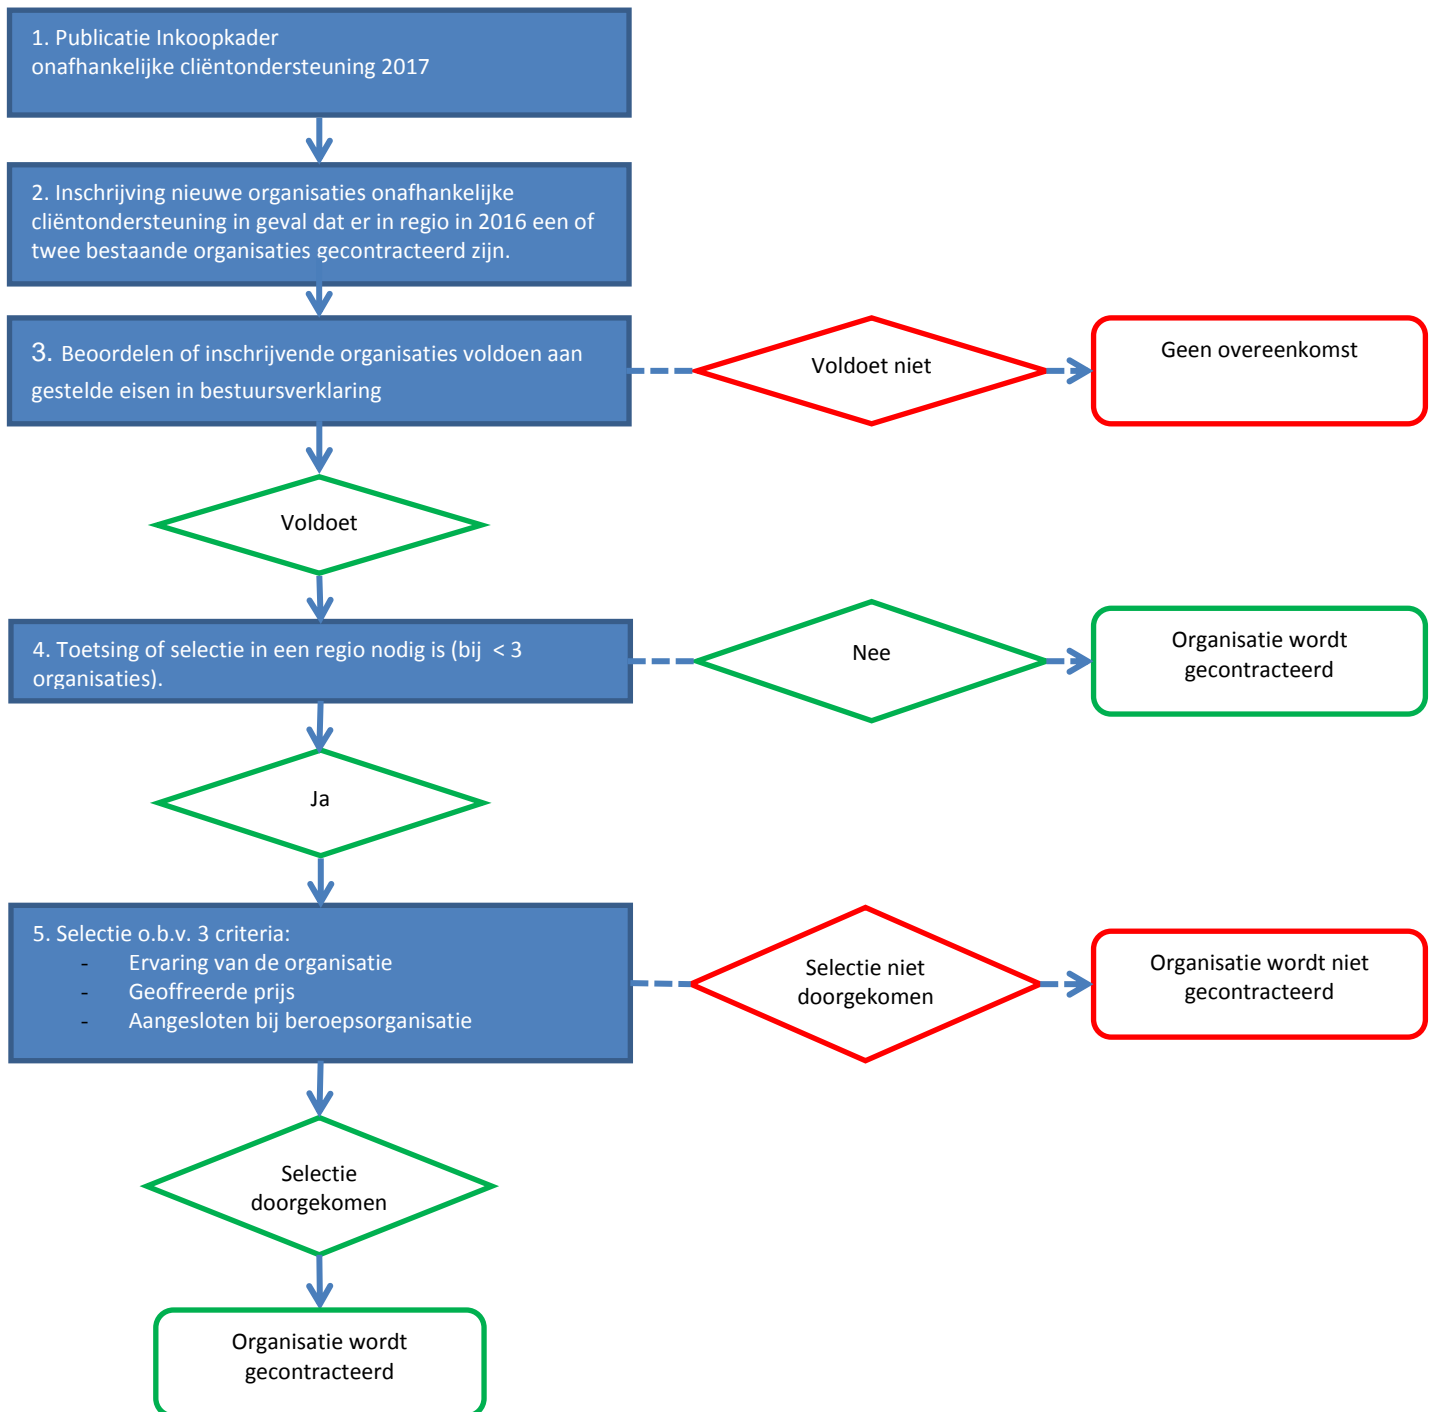 1. Publicatie Inkoopkader
onafhankelijke cliëntondersteuning 2017
2. Inschrijving nieuwe organisaties onafhankelijke
cliëntondersteuning in geval dat er in regio in 2016 een of
twee bestaande organisaties gecontracteerd zijn.
3. Beoordelen of inschrijvende organisaties voldoen aan
gestelde eisen in bestuursverklaring
Voldoet niet
Geen overeenkomst
Voldoet
4. Toetsing of selectie in een regio nodig is (bij < 3
organisaties).
Nee
Organisatie wordt
gecontracteerd
Ja
5. Selectie o.b.v. 3 criteria:
- Ervaring van de organisatie
- Geoffreerde prijs
- Aangesloten bij beroepsorganisatie
Selectie niet
doorgekomen
Organisatie wordt niet
gecontracteerd
Selectie
doorgekomen
Organisatie wordt
gecontracteerd